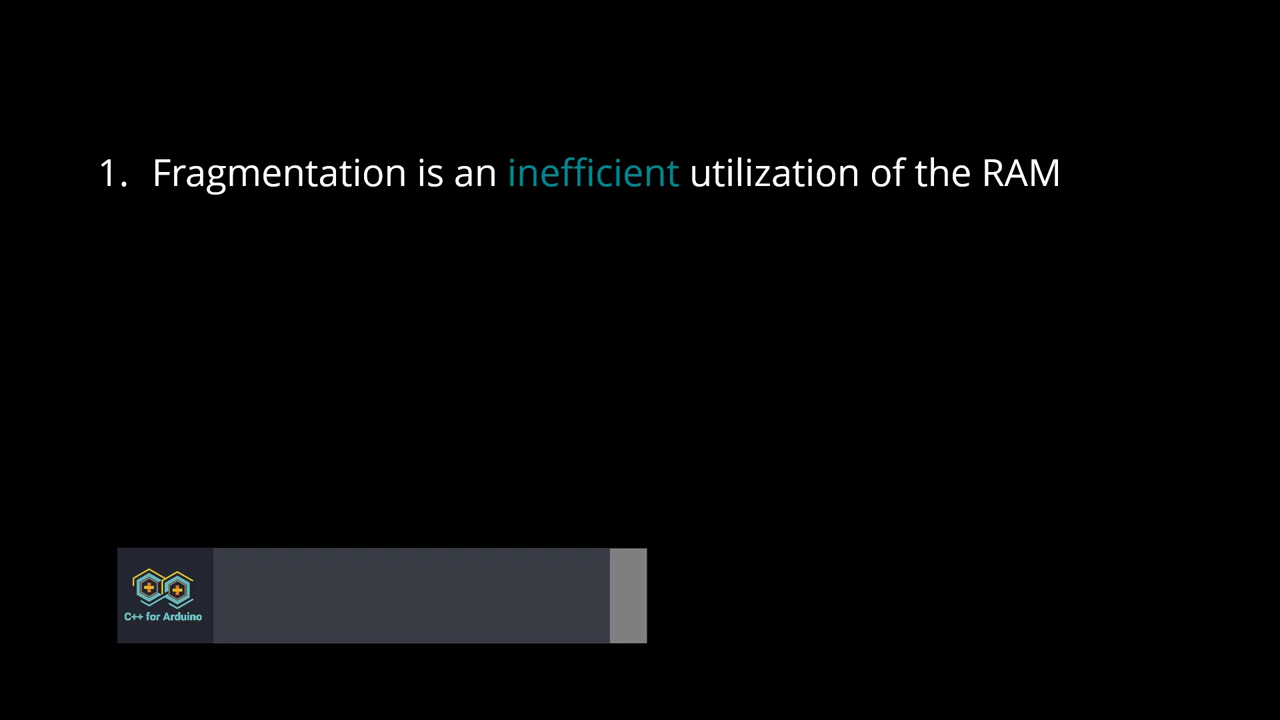 1. Fragmentation is an inefficient utilization of the RAM
C++ for Arduino